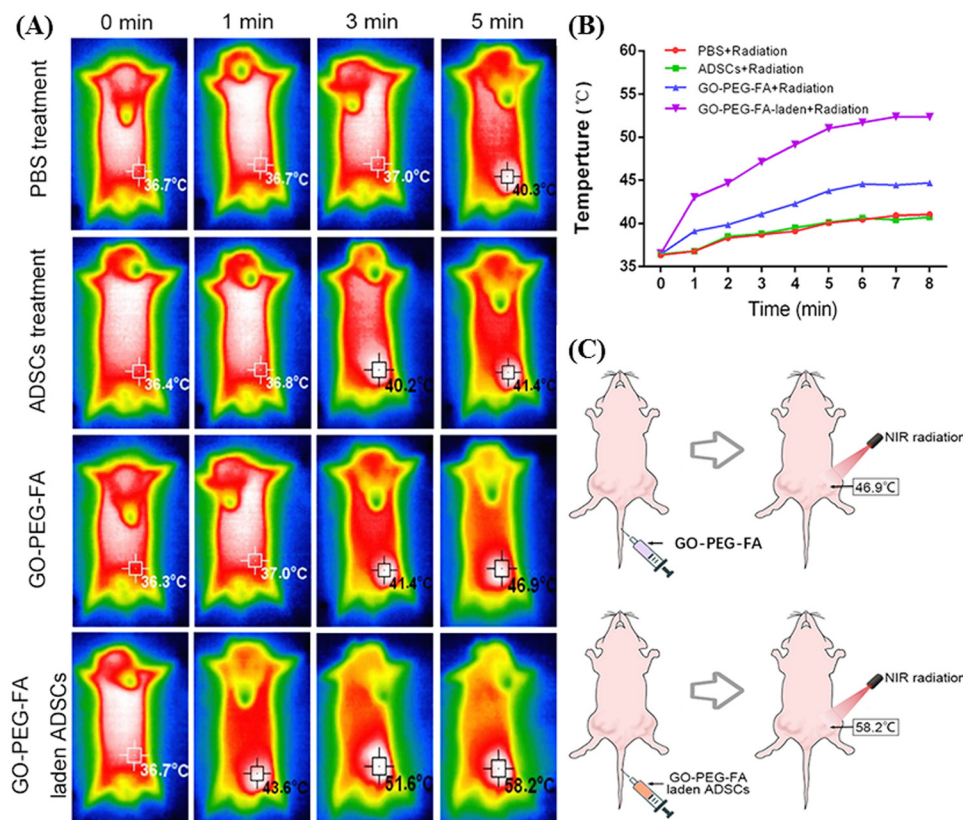 (A)
0 min
1 min
3 min
5 min
PBS treatment
36.7°C
36.7°C
37.0°C
40.3°C
ADSCs treatment
36.4°C
36.8°C
40.2°C
41.4°C
GO-PEG-FA
36.3°C
37.0°C
41.4°C
46.9°C
GO-PEG-FA
laden ADSCs
36.7°C
43.6°C
51.6°C
58.2°C
(B)
Temperture (℃)
60
55
50
45
40
35
PBS+Radiation
ADSCs+Radiation
GO-PEG-FA+Radiation
GO-PEG-FA-laden+Radiation
0 1 2 3 4 5 6 7 8
Time (min)
(C)
NIR radiation
46.9℃
GO-PEG-FA
NIR radiation
58.2℃
GO-PEG-FA
laden ADSCs